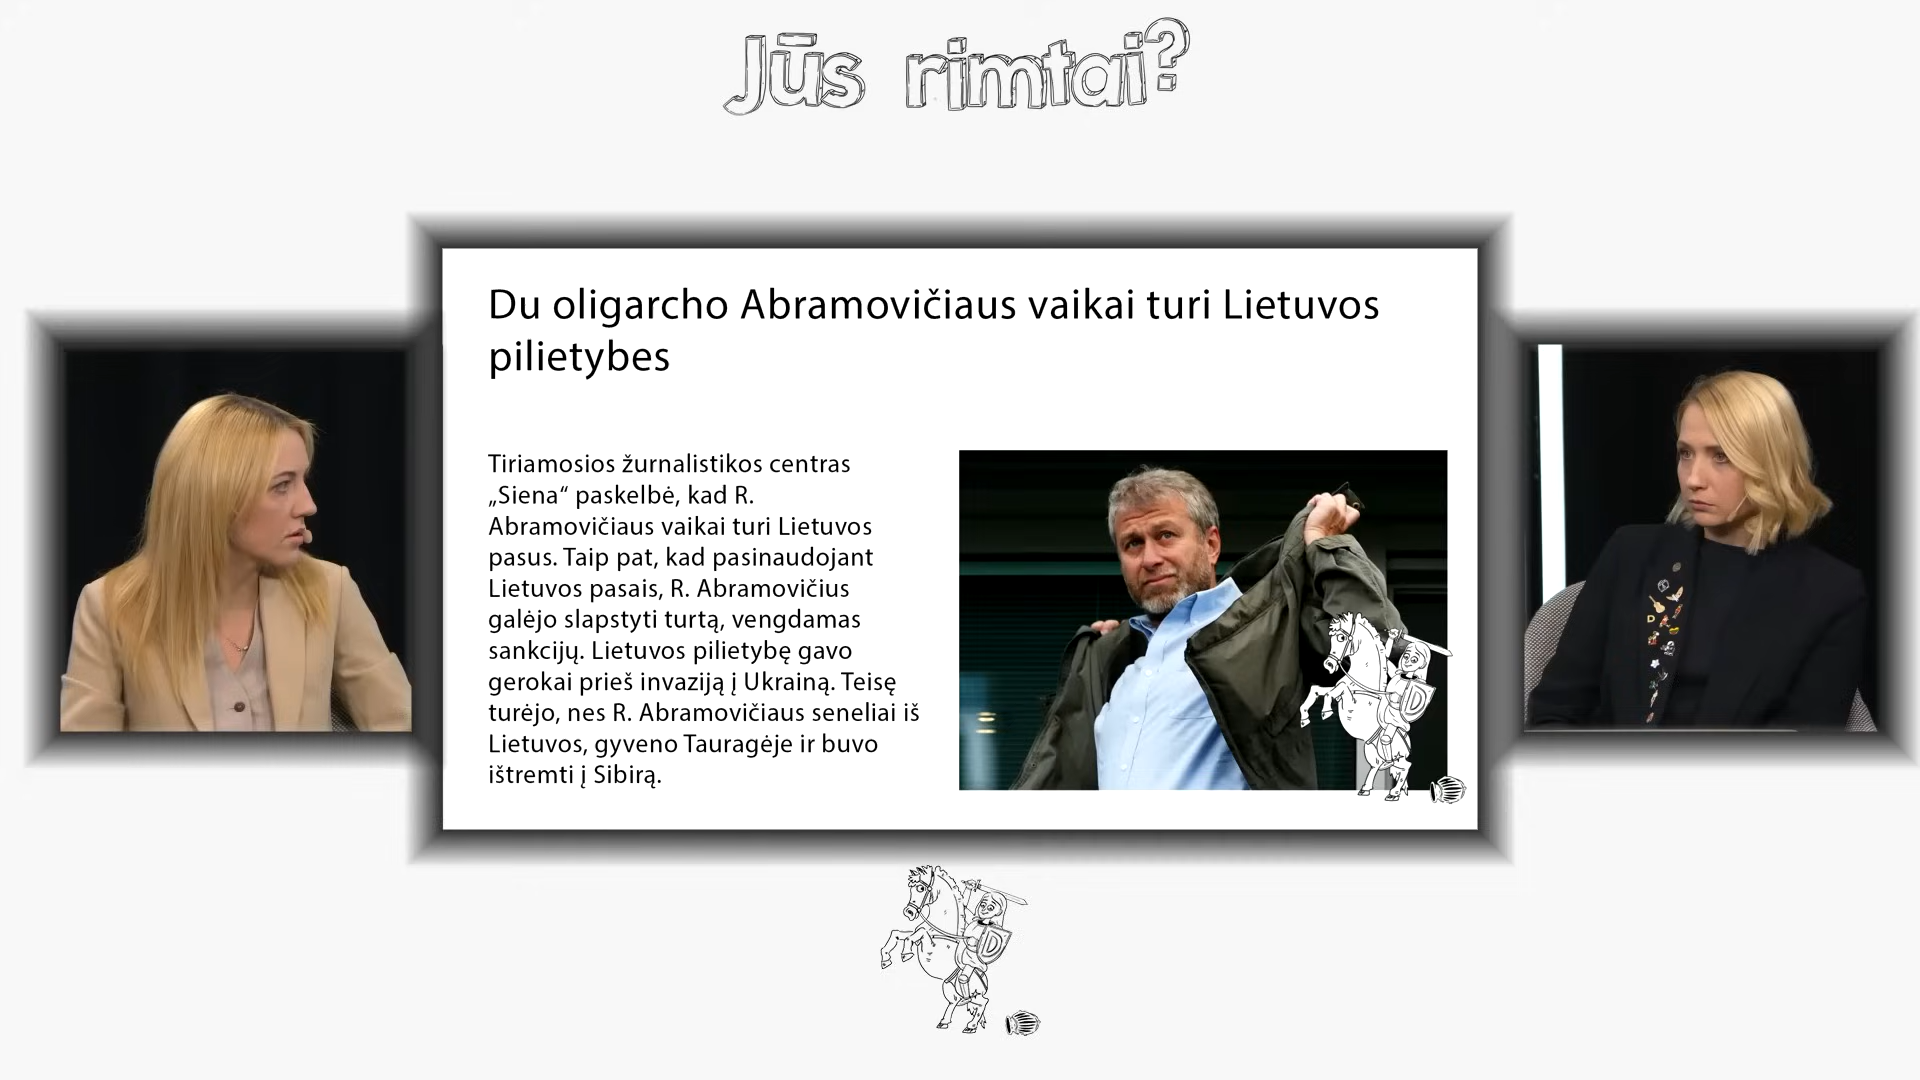 Jūs rimtai?
Du oligarcho Abramovičiaus vaikai turi Lietuvos
pilietybes
Tiriamosios žurnalistikos centras
„Siena“ paskelbė, kad R.
Abramovičiaus vaikai turi Lietuvos
pasus. Taip pat, kad pasinaudojant
Lietuvos pasais, R. Abramovičius
galėjo slapstyti turtą, vengdamas
sankcijų. Lietuvos pilietybę gavo
gerokai prieš invaziją į Ukrainą. Teisę
turėjo, nes R. Abramovičiaus seneliai iš
Lietuvos, gyveno Tauragėje ir buvo
ištremti į Sibirą.
D
D